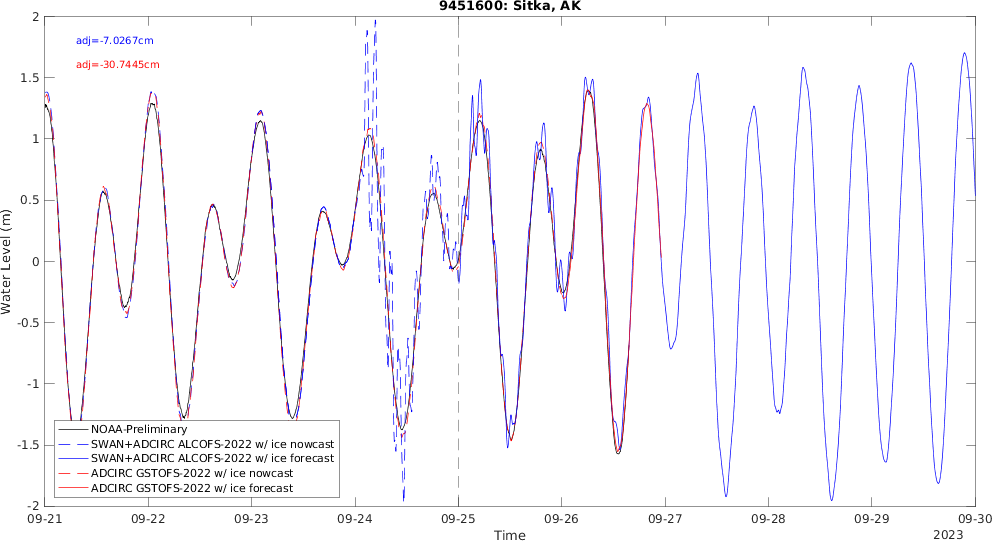 9451600: Sitka, AK
adj=-7.0267cm
adj=-30.7445cm
Water Level (m)
2
1.5
1
0.5
0
-0.5
-1
-1.5
-2
NOAA-Preliminary
SWAN+ADCIRC ALCOFS-2022 w/ ice nowcast
SWAN+ADCIRC ALCOFS-2022 w/ ice forecast
ADCIRC GSTOFS-2022 w/ ice nowcast
ADCIRC GSTOFS-2022 w/ ice forecast
09-21 09-22 09-23 09-24 09-25 09-26 09-27 09-28 09-29 09-30
Time
2023